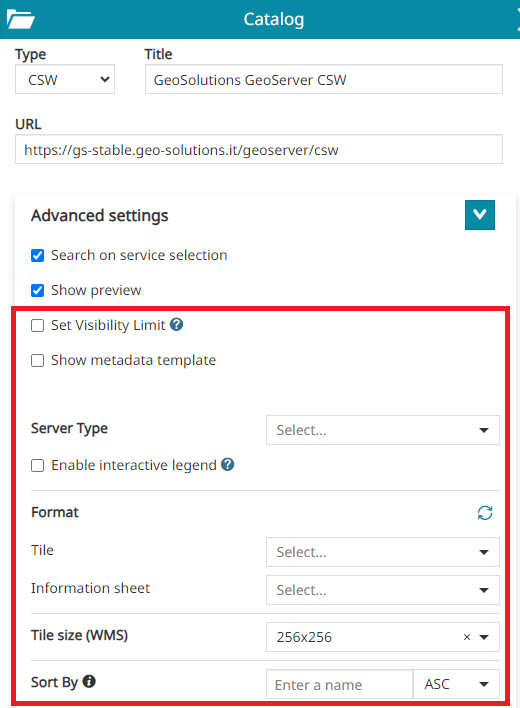 Catalog
Type Title
CSW GeoSolutions GeoServer CSW
URL
https://gs-stable.geo-solutions.it/geoserver/csw
Advanced settings
Search on service selection
Show preview
Set Visibility Limit ?
Show metadata template
Server Type Select...
Enable interactive legend ?
Format
Tile Select...
Information sheet Select...
Tile size (WMS) 256x256 ×
Sort By i Enter a name ASC